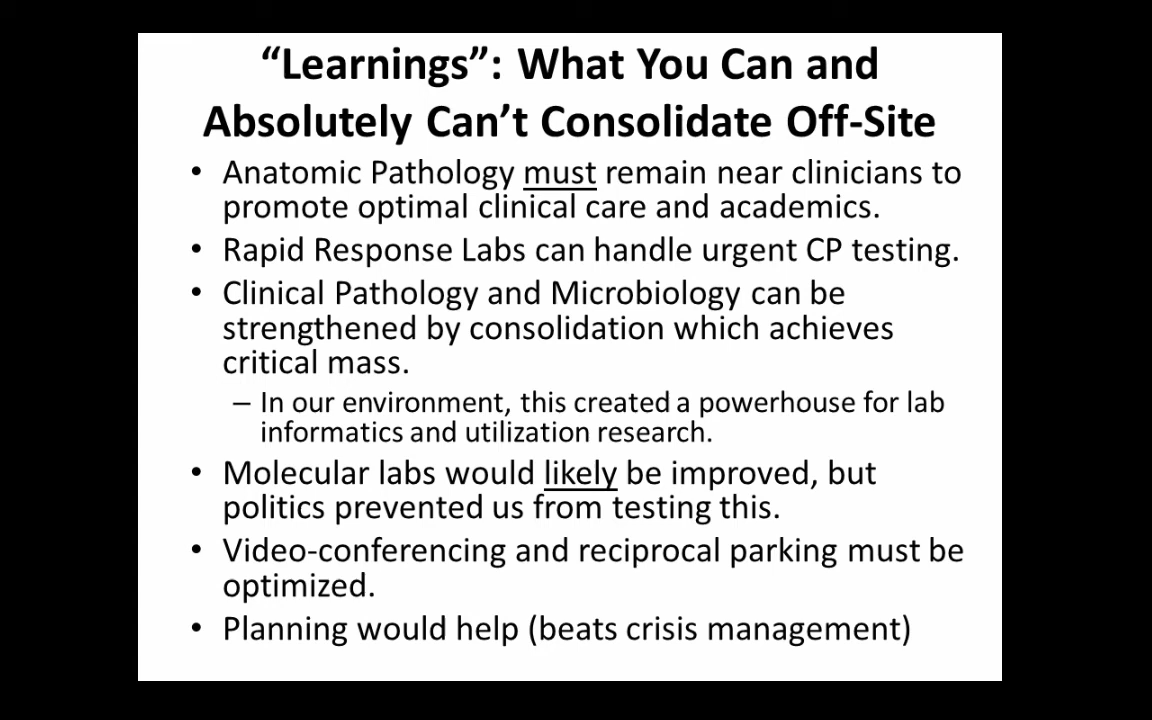 “Learnings”: What You Can and
Absolutely Can’t Consolidate Off-Site
• Anatomic Pathology must remain near clinicians to
promote optimal clinical care and academics.
• Rapid Response Labs can handle urgent CP testing.
• Clinical Pathology and Microbiology can be
strengthened by consolidation which achieves
critical mass.
– In our environment, this created a powerhouse for lab
informatics and utilization research.
• Molecular labs would likely be improved, but
politics prevented us from testing this.
• Video-conferencing and reciprocal parking must be
optimized.
• Planning would help (beats crisis management)